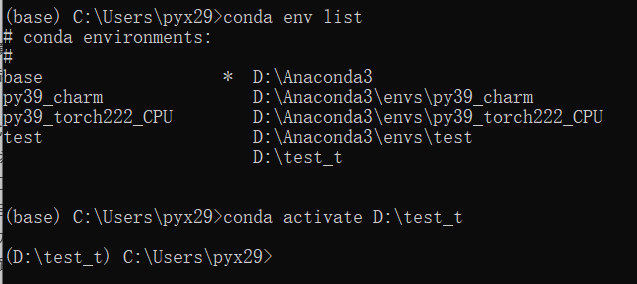 (base) C:\Users\pyx29>conda env list
# conda environments:
#
base                  *  D:\Anaconda3
py39_charm               D:\Anaconda3\envs\py39_charm
py39_torch222_CPU        D:\Anaconda3\envs\py39_torch222_CPU
test                     D:\Anaconda3\envs\test
                         D:\test_t
(base) C:\Users\pyx29>conda activate D:\test_t
(D:\test_t) C:\Users\pyx29>